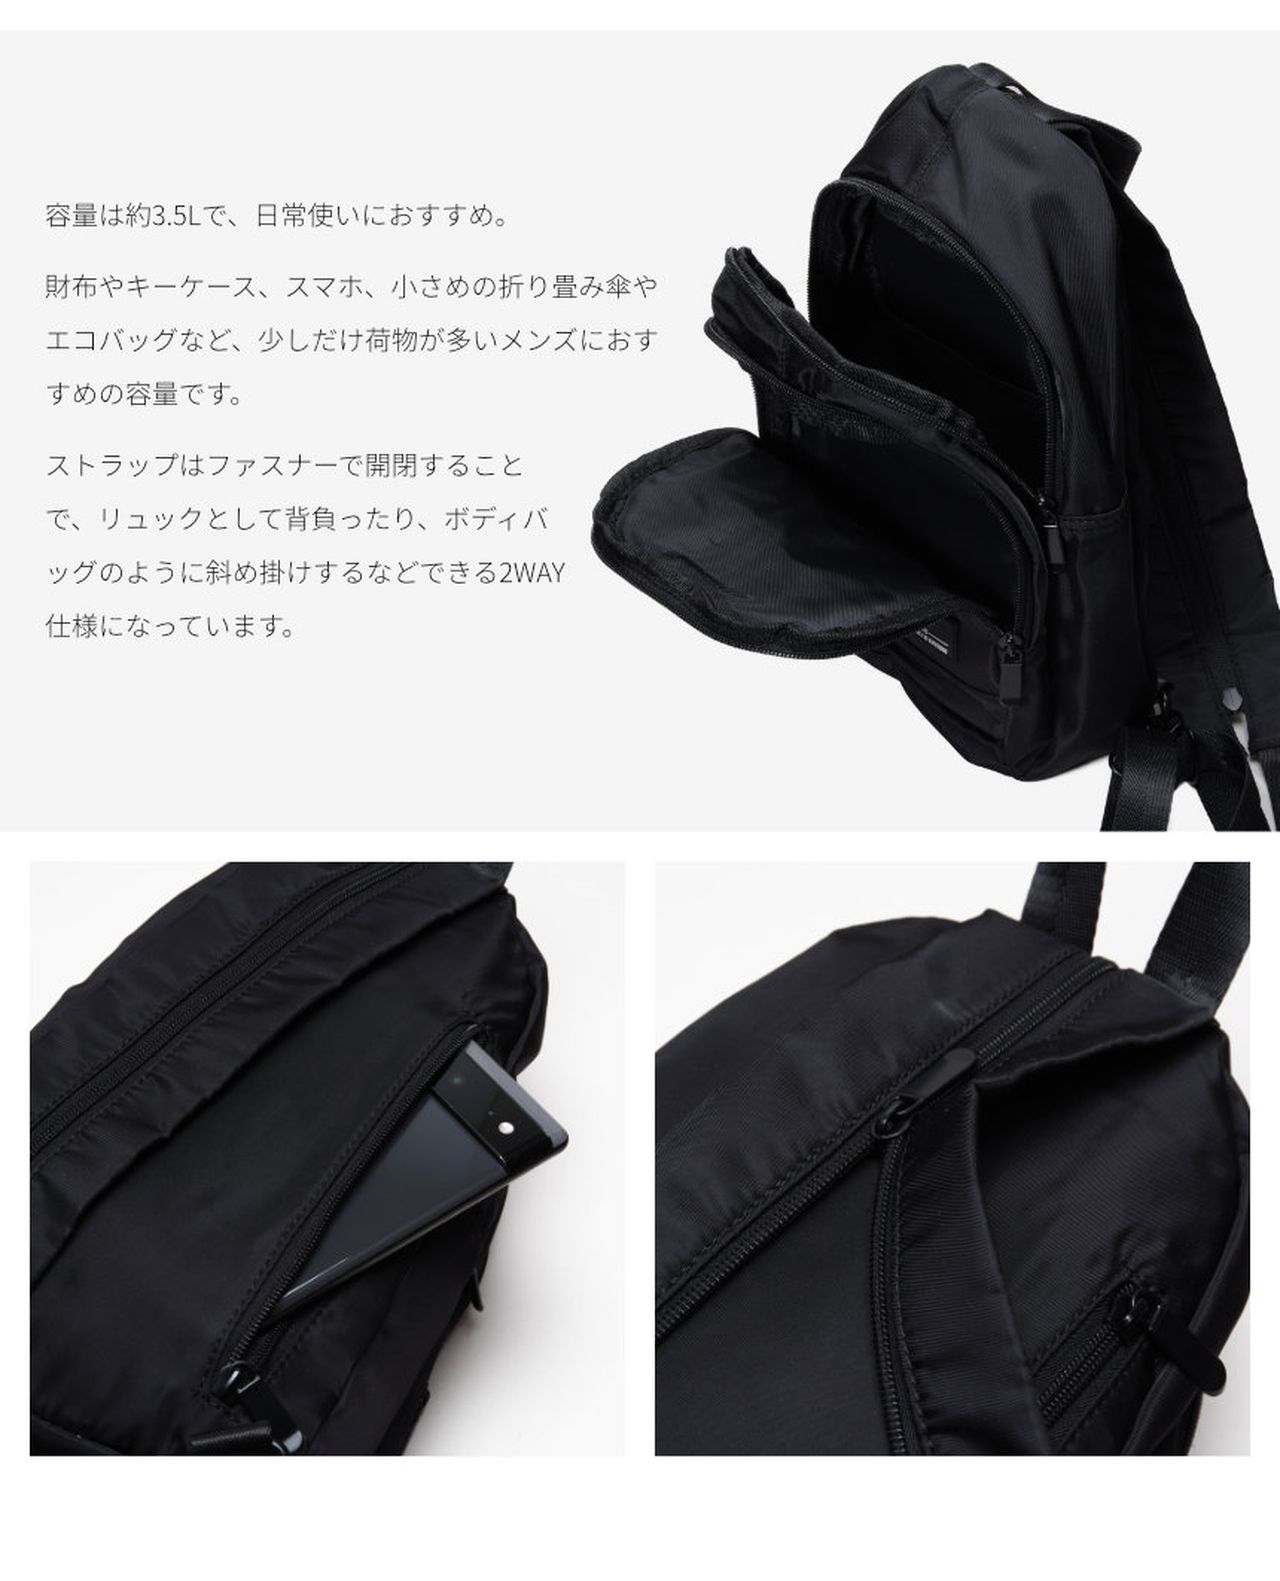 容量は約3.5Lで、日常使いにおすすめ。
財布やキーケース、スマホ、小さめの折り畳み傘や
エコバッグなど、少しだけ荷物が多いメンズにおす
すめの容量です。
ストラップはファスナーで開閉すること
で、リュックとして背負ったり、ボディバ
ッグのように斜め掛けするなどできる2WAY
仕様になっています。